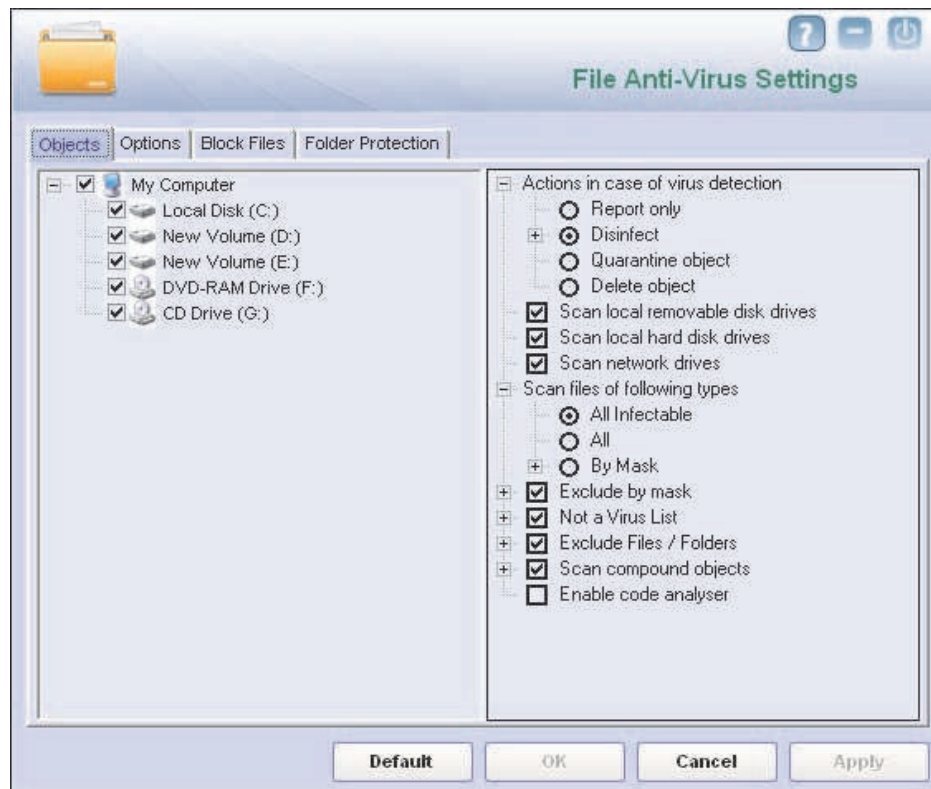 ?
File Anti-Virus Settings
Objects
Options
Block Files
Folder Protection
My Computer
Local Disk (C:)
New Volume (D:)
New Volume (E:)
DVD-RAM Drive (F:)
CD Drive (G:)
Actions in case of virus detection
Report only
Disinfect
Quarantine object
Delete object
Scan local removable disk drives
Scan local hard disk drives
Scan network drives
Scan files of following types
All Infectable
All
By Mask
Exclude by mask
Not a Virus List
Exclude Files / Folders
Scan compound objects
Enable code analyser
Default
OK
Cancel
Apply